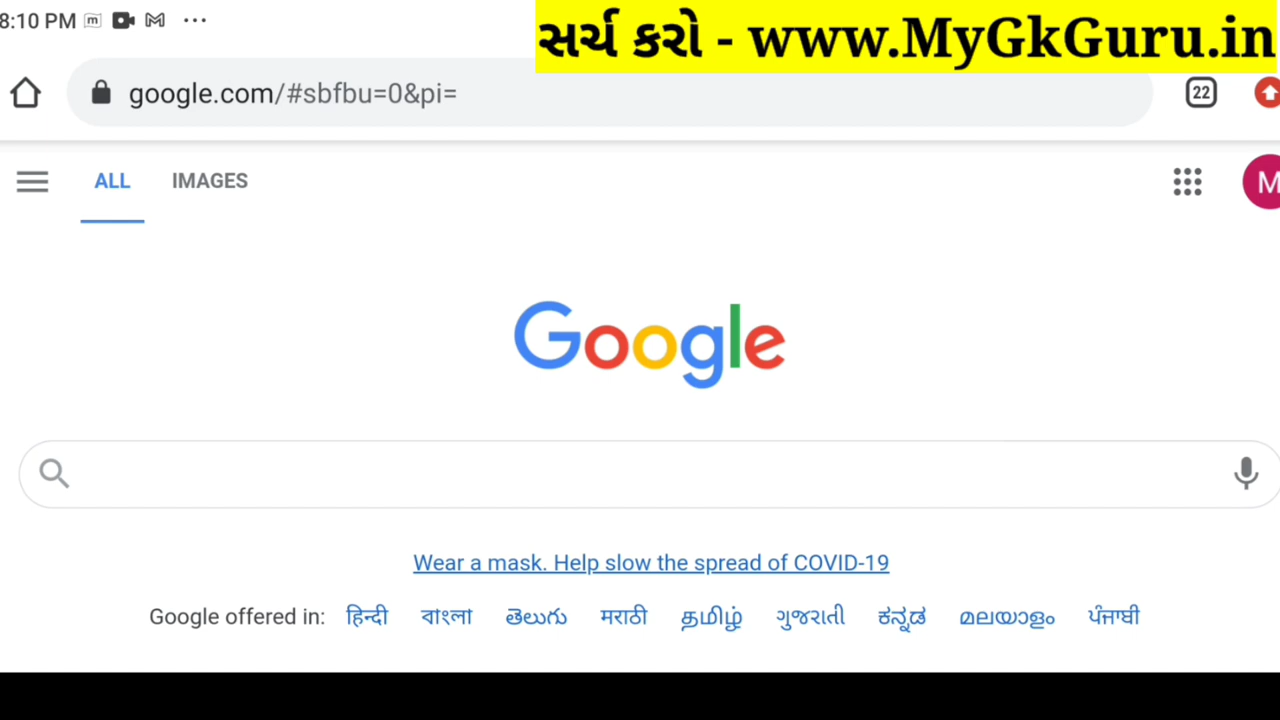 8:10 PM
સર્ચ કરો - www.MyGkGuru.in
google.com/#sbfbu=0&pi=
22
ALL IMAGES
M
Google
Wear a mask. Help slow the spread of COVID-19
Google offered in: हिन्दी বাংলা తెలుగు मराठी தமிழ் ગુજરાતી ಕನ್ನಡ മലയാളം ਪੰਜਾਬੀ